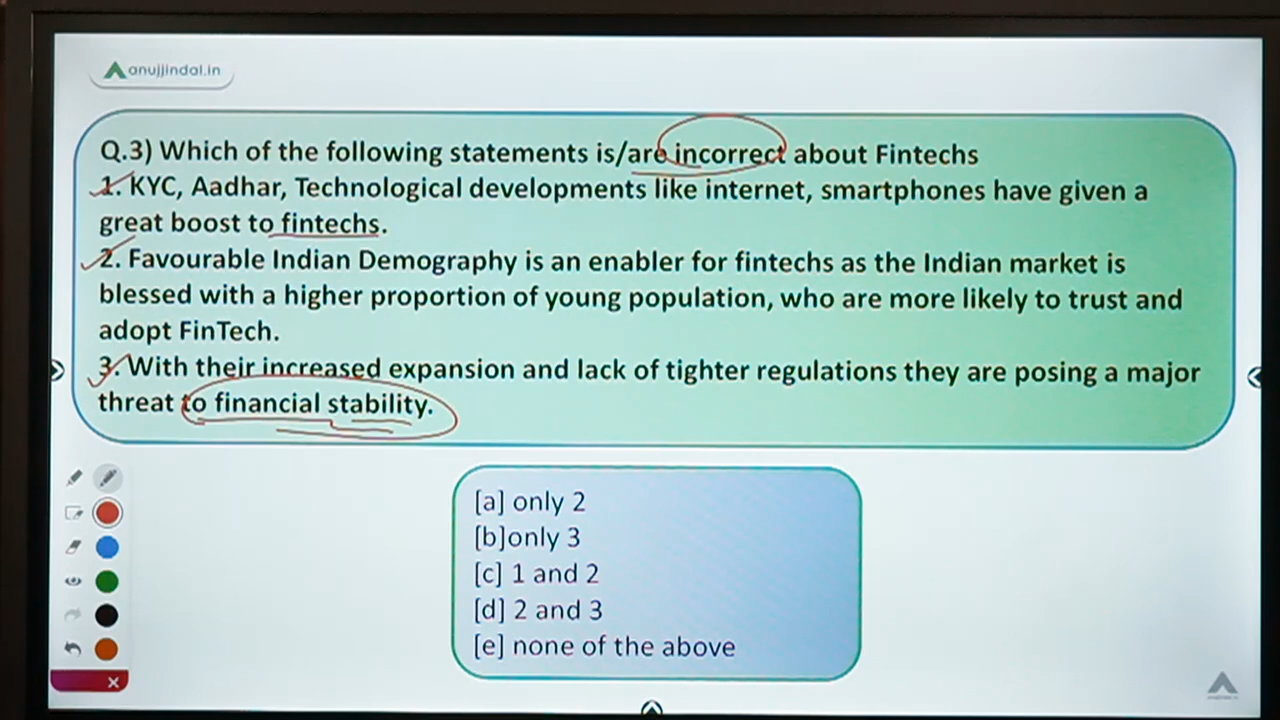 anujjindal.in
Q.3) Which of the following statements is/are incorrect about Fintechs
1. KYC, Aadhar, Technological developments like internet, smartphones have given a
great boost to fintechs.
2. Favourable Indian Demography is an enabler for fintechs as the Indian market is
blessed with a higher proportion of young population, who are more likely to trust and
adopt FinTech.
3. With their increased expansion and lack of tighter regulations they are posing a major
threat to financial stability.
[a] only 2
[b]only 3
[c] 1 and 2
[d] 2 and 3
[e] none of the above